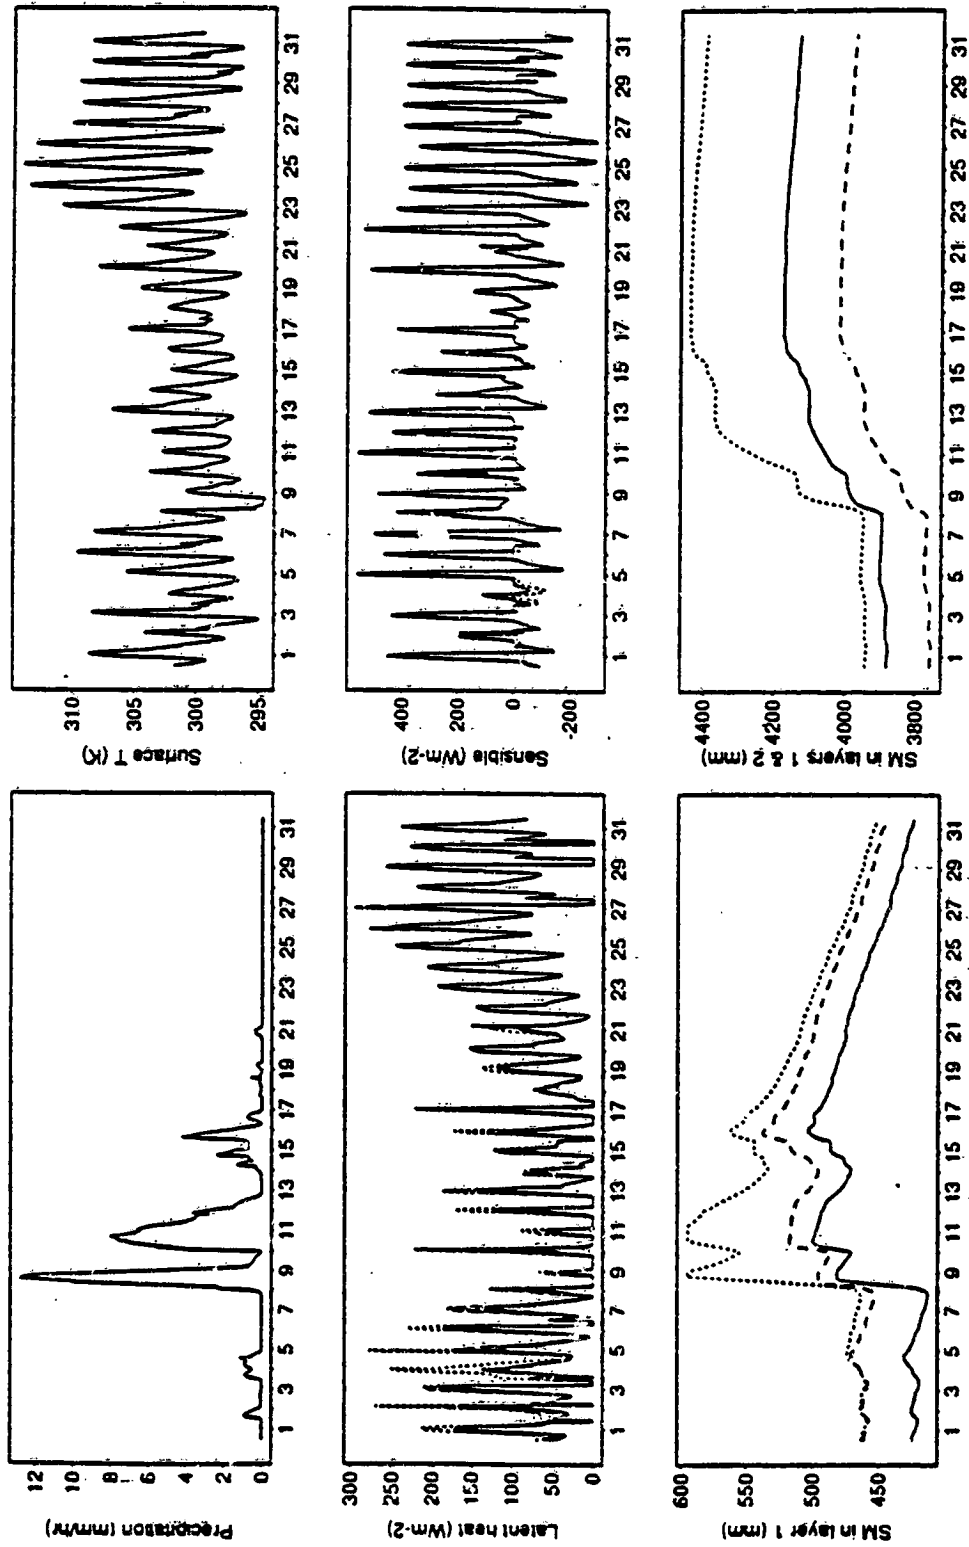 Precipitation (mm/hr)
12
10
8
6
4
2
0
1 3 5 7 9 11 13 15 17 19 21 23 25 27 29 31
Surface T (K)
310
305
300
295
1 3 5 7 9 11 13 15 17 19 21 23 25 27 29 31
Latent heat (Wm-2)
300
250
200
150
100
50
0
1 3 5 7 9 11 13 15 17 19 21 23 25 27 29 31
Sensible (Wm-2)
400
200
0
-200
1 3 5 7 9 11 13 15 17 19 21 23 25 27 29 31
SM in layer 1 (mm)
600
550
500
450
1 3 5 7 9 11 13 15 17 19 21 23 25 27 29 31
SM in layers 1 & 2 (mm)
4400
4200
4000
3800
1 3 5 7 9 11 13 15 17 19 21 23 25 27 29 31